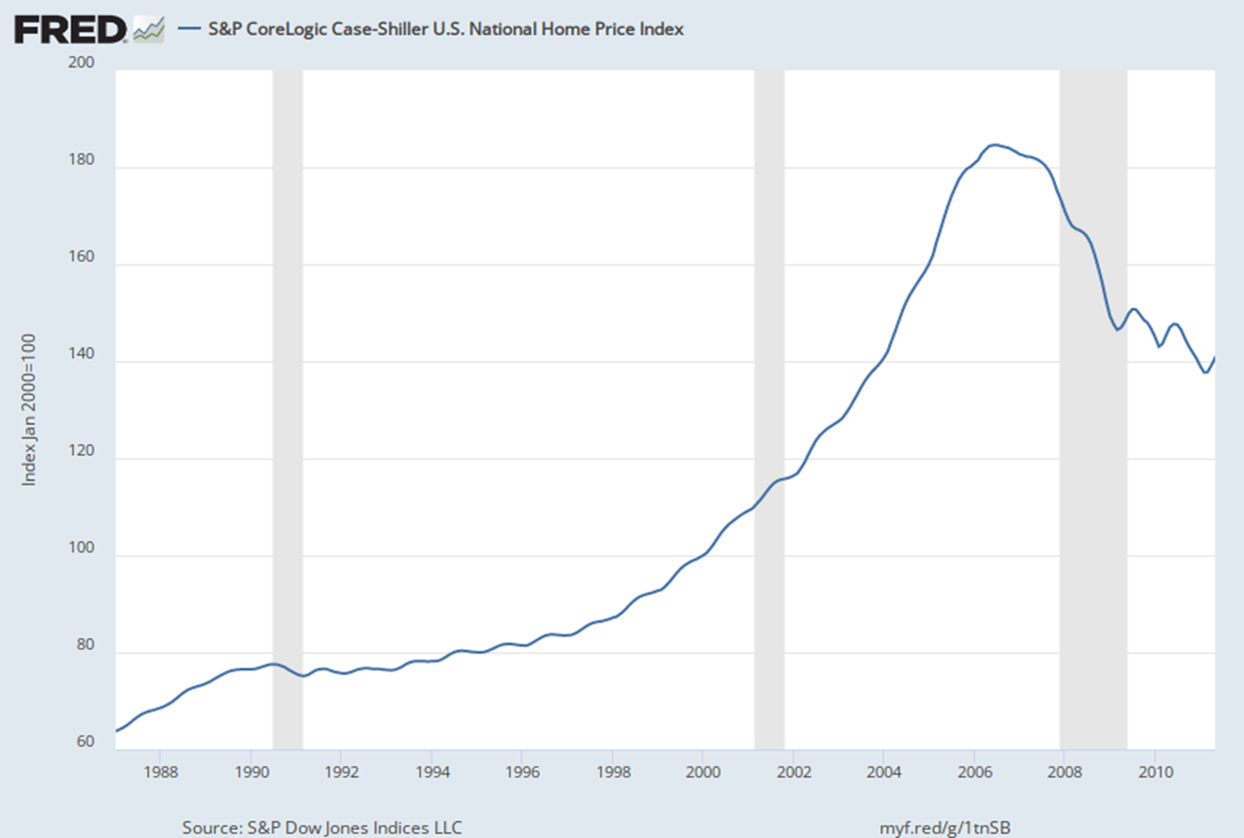 FRED S&P CoreLogic Case-Shiller U.S. National Home Price Index
200
180
160
140
120
100
80
60
Index Jan 2000=100
1988 1990 1992 1994 1996 1998 2000 2002 2004 2006 2008 2010
Source: S&P Dow Jones Indices LLC myf.red/g/1tnSB